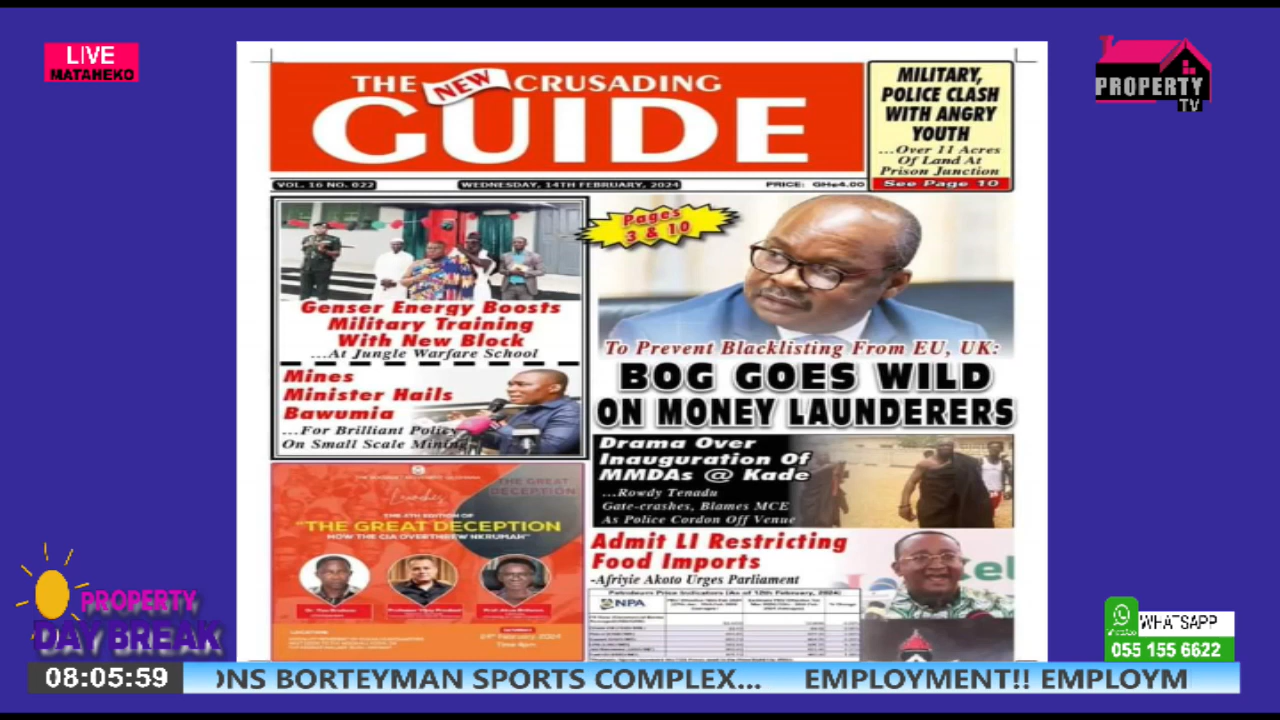 LIVE
MATAHEKO
PROPERTY
TV
THE NEW CRUSADING
GUIDE
MILITARY,
POLICE CLASH
WITH ANGRY
YOUTH
...Over 11 Acres
Of Land At
Prison Junction
See Page 10
VOL. 16 NO. 022
WEDNESDAY, 14TH FEBRUARY, 2024
PRICE: GH¢4.00
Pages
3 & 10
Genser Energy Boosts
Military Training
With New Block
...At Jungle Warfare School
Mines
Minister Hails
Bawumia
...For Brilliant Policy
On Small Scale Mining
To Prevent Blacklisting From EU, UK:
BOG GOES WILD
ON MONEY LAUNDERERS
Drama Over
Inauguration Of
MMDAs @ Kade
...Rowdy Tenadu
Gate-crashes, Blames MCE
As Police Cordon Off Venue
THE GREAT
DECEPTION
Launches
THE 4TH EDITION OF
"THE GREAT DECEPTION
HOW THE CIA OVERTHREW NKRUMAH"
Admit LI Restricting
Food Imports
-Afriyie Akoto Urges Parliament
Petroleum Price Indicators (As of 12th February, 2024)
NPA
PROPERTY
DAYBREAK
WHATSAPP
055 155 6622
08:05:59
ONS BORTEYMAN SPORTS COMPLEX... EMPLOYMENT!! EMPLOYM